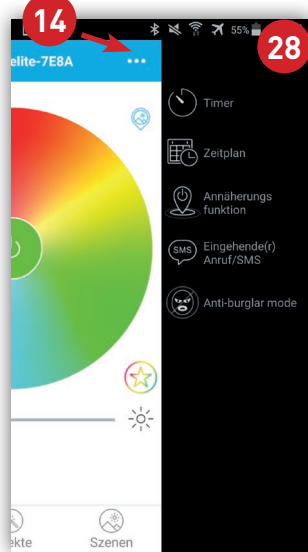 14
55%
28
elite-7E8A
Timer
Zeitplan
Annäherungs
funktion
SMS
Eingehende(r)
Anruf/SMS
Anti-burglar mode
ekte
Szenen